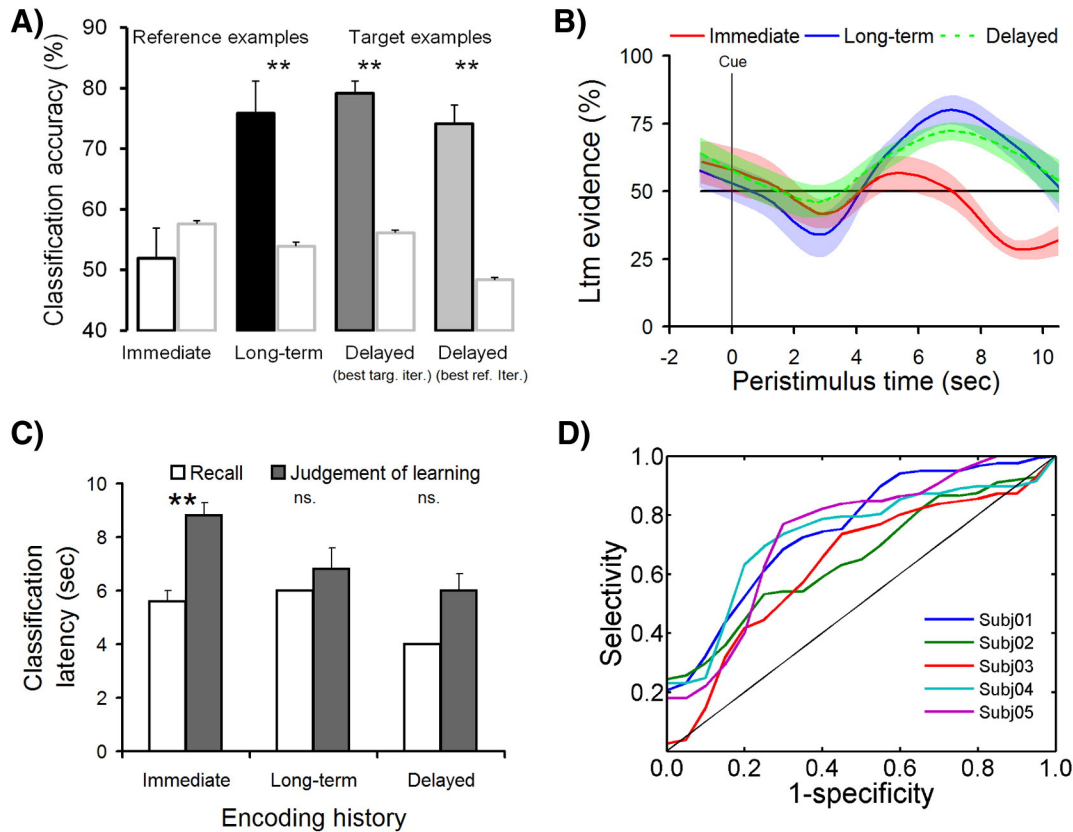 A)
Classification accuracy (%)
90
80
70
60
50
40
Reference examples
Target examples
** ** **
Immediate
Long-term
Delayed
(best targ. iter.)
Delayed
(best ref. Iter.)
B)
Immediate Long-term Delayed
Cue
Ltm evidence (%)
100
75
50
25
0
-2 0 2 4 6 8 10
Peristimulus time (sec)
C)
Recall Judgement of learning
** ns. ns.
Classification
latency (sec)
10
8
6
4
2
0
Immediate Long-term Delayed
Encoding history
D)
Selectivity
1.0
0.8
0.6
0.4
0.2
Subj01
Subj02
Subj03
Subj04
Subj05
0.0 0.2 0.4 0.6 0.8 1.0
1-specificity